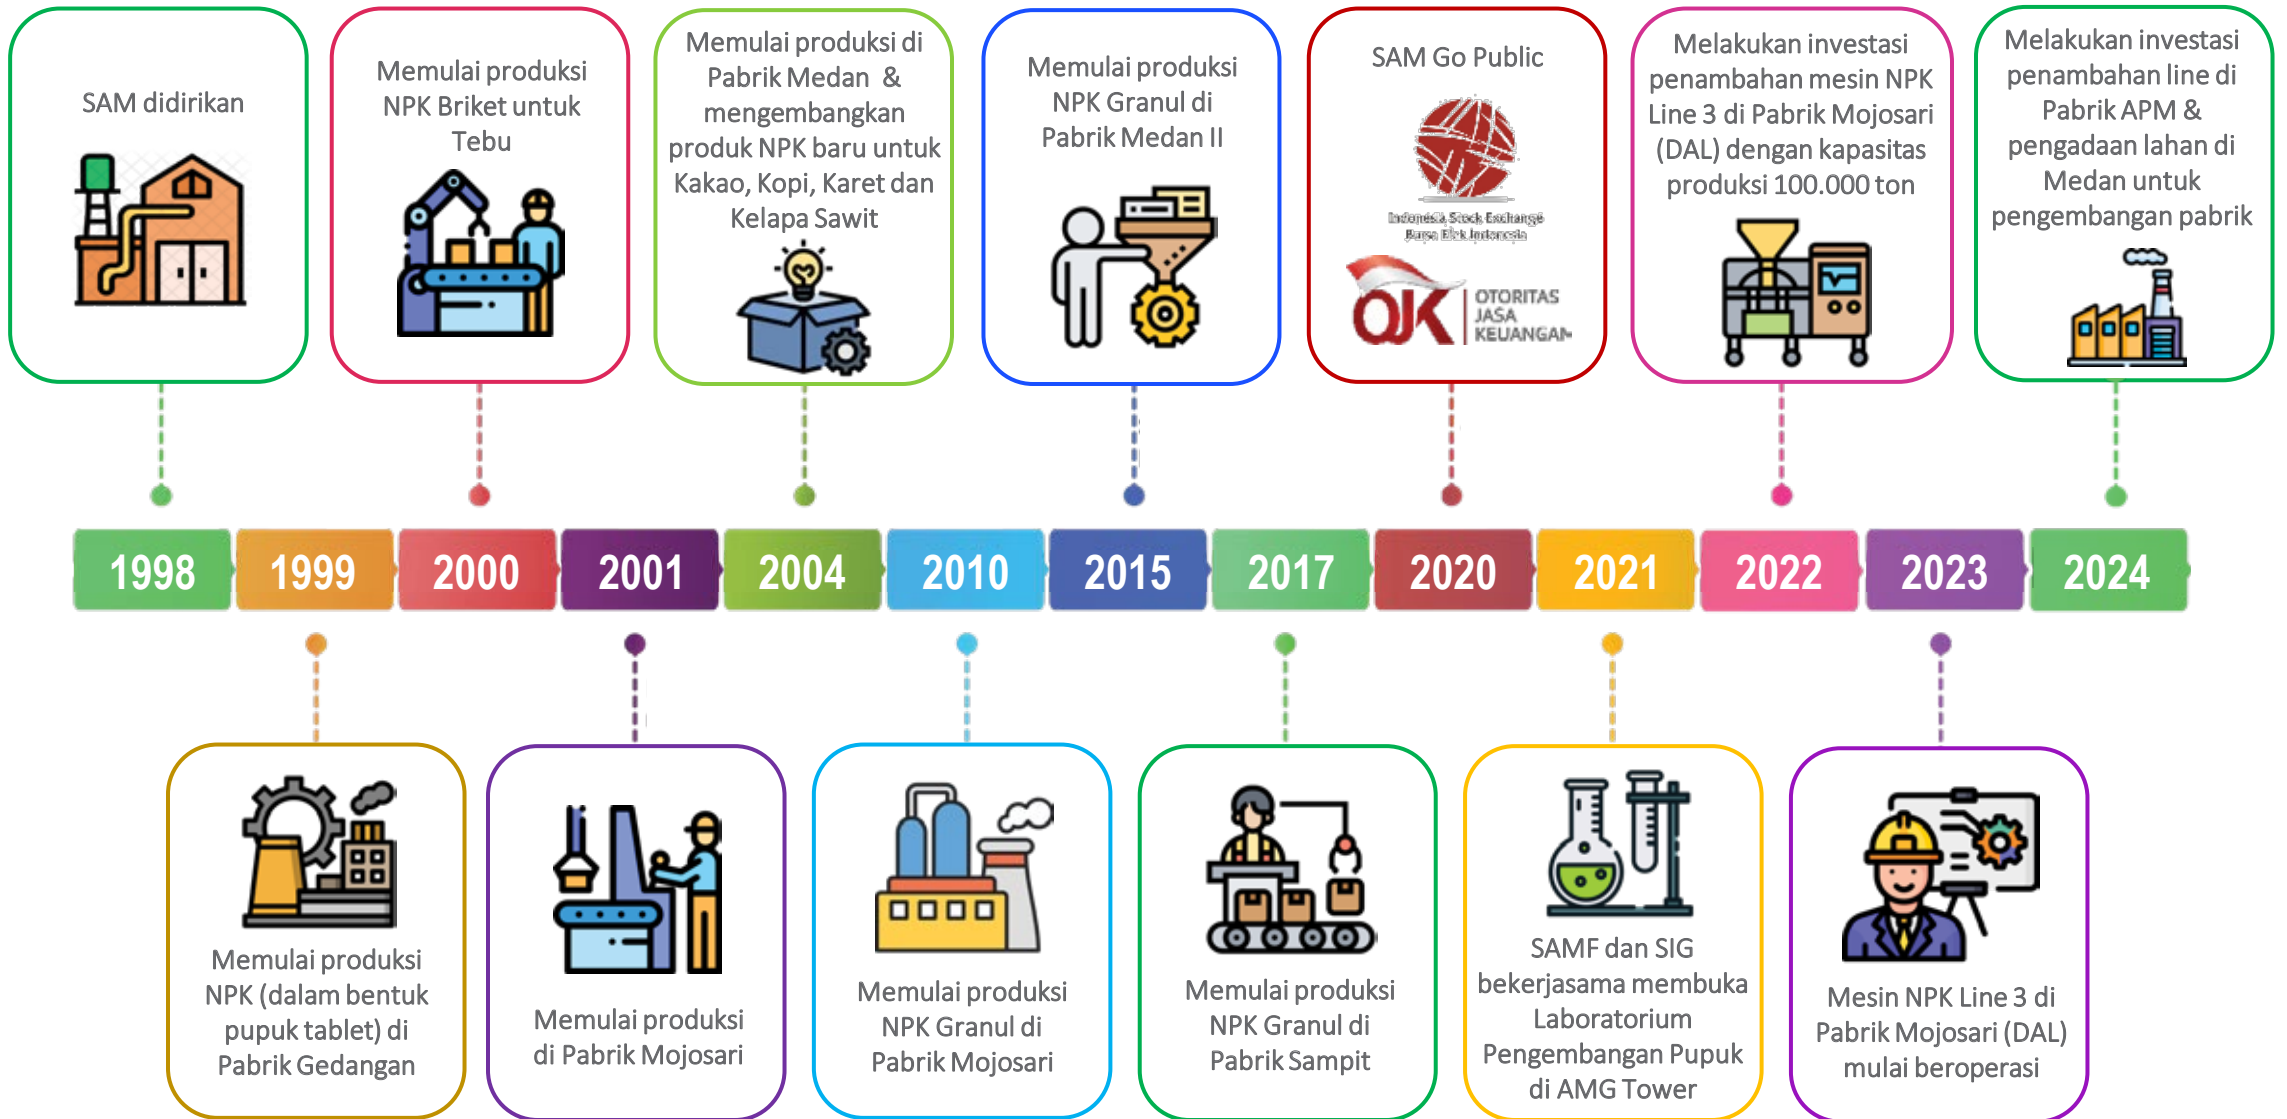 SAM didirikan
Memulai produksi
NPK Briket untuk
Tebu
Memulai produksi di
Pabrik Medan &
mengembangkan
produk NPK baru untuk
Kakao, Kopi, Karet dan
Kelapa Sawit
Memulai produksi
NPK Granul di
Pabrik Medan II
SAM Go Public
Indonesia Stock Exchange
Bursa Efek Indonesia
OJK
OTORITAS
JASA
KEUANGAN
Melakukan investasi
penambahan mesin NPK
Line 3 di Pabrik Mojosari
(DAL) dengan kapasitas
produksi 100.000 ton
Melakukan investasi
penambahan line di
Pabrik APM &
pengadaan lahan di
Medan untuk
pengembangan pabrik
1998
1999
2000
2001
2004
2010
2015
2017
2020
2021
2022
2023
2024
Memulai produksi
NPK (dalam bentuk
pupuk tablet) di
Pabrik Gedangan
Memulai produksi
di Pabrik Mojosari
Memulai produksi
NPK Granul di
Pabrik Mojosari
Memulai produksi
NPK Granul di
Pabrik Sampit
SAMF dan SIG
bekerjasama membuka
Laboratorium
Pengembangan Pupuk
di AMG Tower
Mesin NPK Line 3 di
Pabrik Mojosari (DAL)
mulai beroperasi